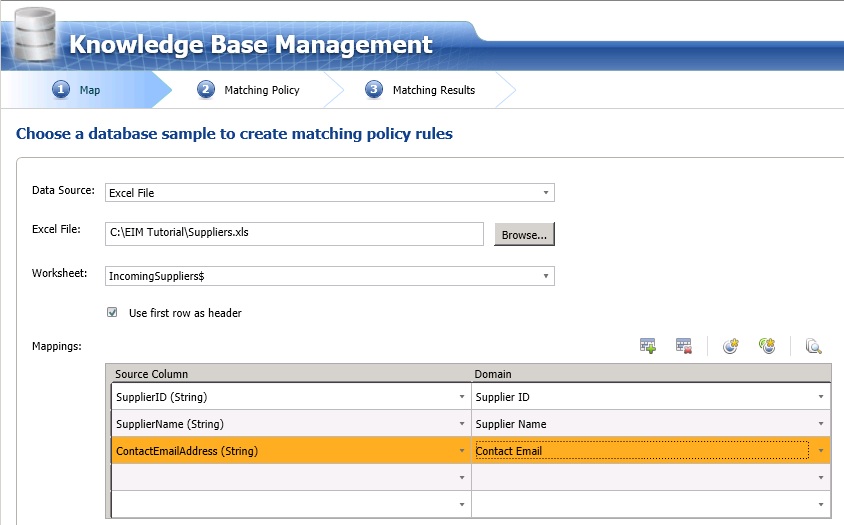 Knowledge Base Management
1 Map 2 Matching Policy 3 Matching Results
Choose a database sample to create matching policy rules
Data Source: Excel File
Excel File: C:\EIM Tutorial\Suppliers.xls Browse...
Worksheet: IncomingSuppliers$
Use first row as header
Mappings:
Source Column Domain
SupplierID (String) Supplier ID
SupplierName (String) Supplier Name
ContactEmailAddress (String) Contact Email